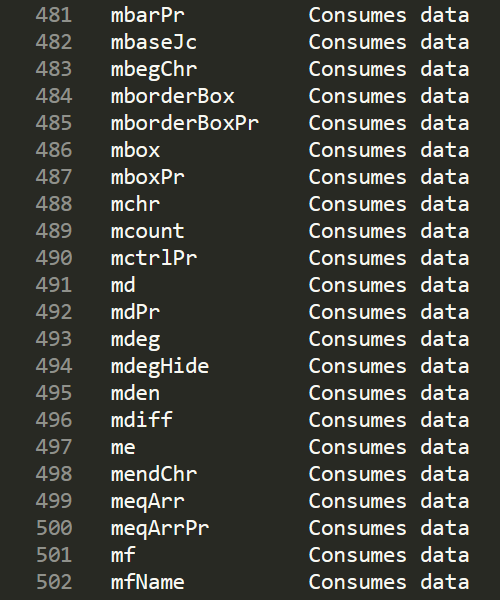 481 mbarPr Consumes data
482 mbaseJc Consumes data
483 mbegChr Consumes data
484 mborderBox Consumes data
485 mborderBoxPr Consumes data
486 mbox Consumes data
487 mboxPr Consumes data
488 mchr Consumes data
489 mcount Consumes data
490 mctrlPr Consumes data
491 md Consumes data
492 mdPr Consumes data
493 mdeg Consumes data
494 mdegHide Consumes data
495 mden Consumes data
496 mdiff Consumes data
497 me Consumes data
498 mendChr Consumes data
499 meqArr Consumes data
500 meqArrPr Consumes data
501 mf Consumes data
502 mfName Consumes data